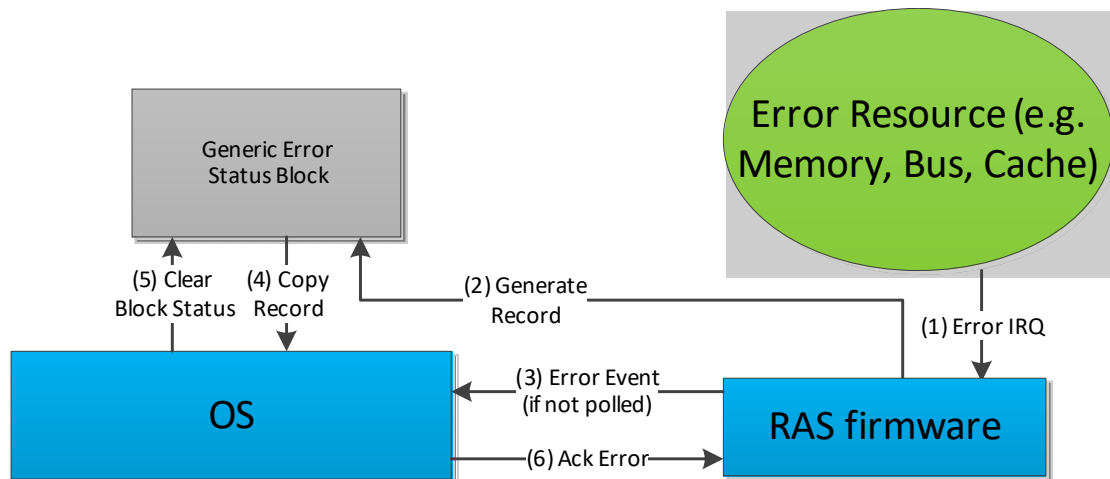 Error Resource (e.g.
Memory, Bus, Cache)
Generic Error
Status Block
(5) Clear
Block Status
(4) Copy
Record
(2) Generate
Record
(1) Error IRQ
OS
(3) Error Event
(if not polled)
RAS firmware
(6) Ack Error